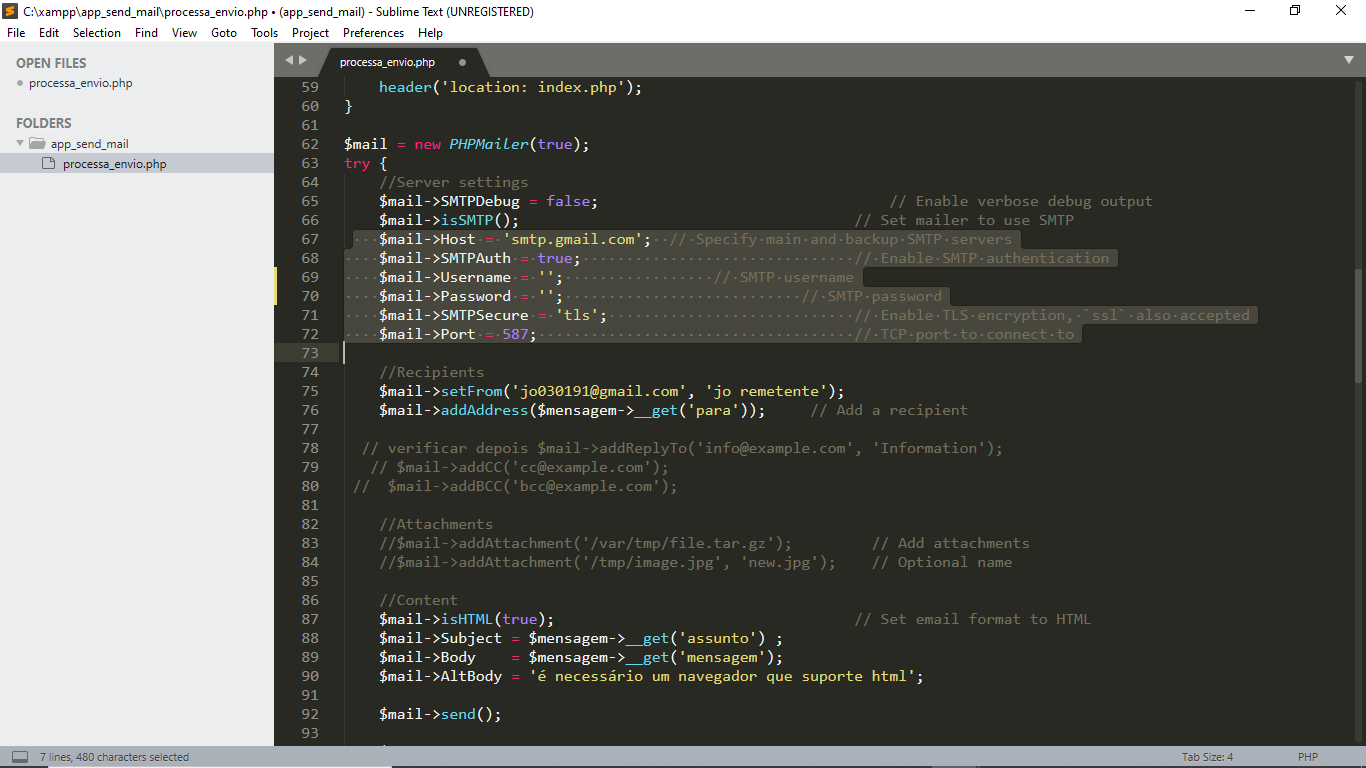 C:\xampp\app_send_mail\processa_envio.php • (app_send_mail) - Sublime Text (UNREGISTERED)
File Edit Selection Find View Goto Tools Project Preferences Help
OPEN FILES
processa_envio.php
FOLDERS
app_send_mail
processa_envio.php
processa_envio.php
59 header('location: index.php');
60 }
61
62 $mail = new PHPMailer(true);
63 try {
64 //Server settings
65 $mail->SMTPDebug = false; // Enable verbose debug output
66 $mail->isSMTP(); // Set mailer to use SMTP
67 $mail->Host = 'smtp.gmail.com'; // Specify main and backup SMTP servers
68 $mail->SMTPAuth = true; // Enable SMTP authentication
69 $mail->Username = ''; // SMTP username
70 $mail->Password = ''; // SMTP password
71 $mail->SMTPSecure = 'tls'; // Enable TLS encryption, `ssl` also accepted
72 $mail->Port = 587; // TCP port to connect to
73
74 //Recipients
75 $mail->setFrom('jo030191@gmail.com', 'jo remetente');
76 $mail->addAddress($mensagem->__get('para')); // Add a recipient
77
78 // verificar depois $mail->addReplyTo('info@example.com', 'Information');
79 // $mail->addCC('cc@example.com');
80 // $mail->addBCC('bcc@example.com');
81
82 //Attachments
83 //$mail->addAttachment('/var/tmp/file.tar.gz'); // Add attachments
84 //$mail->addAttachment('/tmp/image.jpg', 'new.jpg'); // Optional name
85
86 //Content
87 $mail->isHTML(true); // Set email format to HTML
88 $mail->Subject = $mensagem->__get('assunto') ;
89 $mail->Body = $mensagem->__get('mensagem');
90 $mail->AltBody = 'é necessário um navegador que suporte html';
91
92 $mail->send();
93
7 lines, 480 characters selected Tab Size: 4 PHP